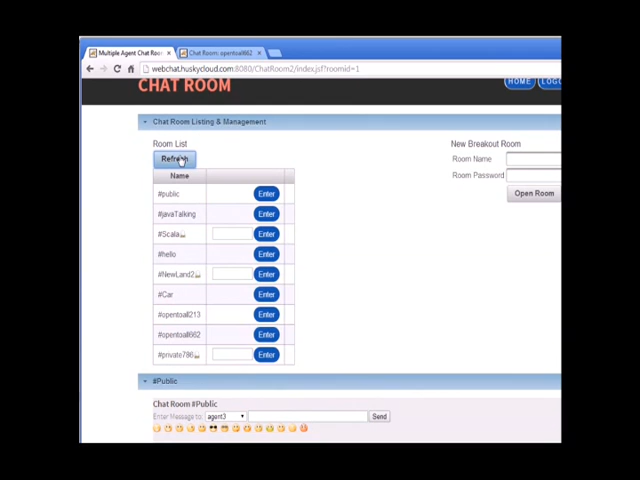 Multiple Agent Chat Roo
Chat Room: opentoall662
webchat.huskycloud.com:8080/ChatRoom2/index.jsf?roomid=1
CHAT ROOM
HOME
LOGO
Chat Room Listing & Management
Room List
Refresh
Name
#public Enter
#javaTalking Enter
#Scala Enter
#hello Enter
#NewLand2 Enter
#Car Enter
#opentoall213 Enter
#opentoall662 Enter
#private786 Enter
New Breakout Room
Room Name
Room Password
Open Room
#Public
Chat Room #Public
Enter Message to: agent3 Send